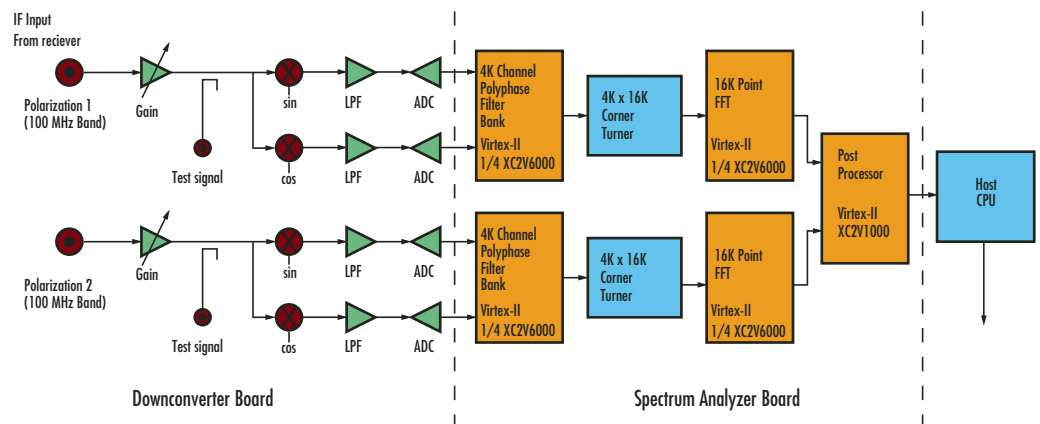 IF Input
From reciever
Polarization 1
(100 MHz Band)
Gain
Test signal
sin
cos
LPF
ADC
LPF
ADC
4K Channel
Polyphase
Filter
Bank
Virtex-II
1/4 XC2V6000
4K x 16K
Corner
Turner
16K Point
FFT
Virtex-II
1/4 XC2V6000
Post
Processor
Virtex-II
XC2V1000
Host
CPU
Polarization 2
(100 MHz Band)
Gain
Test signal
sin
cos
LPF
ADC
LPF
ADC
4K Channel
Polyphase
Filter
Bank
Virtex-II
1/4 XC2V6000
4K x 16K
Corner
Turner
16K Point
FFT
Virtex-II
1/4 XC2V6000
Downconverter Board
Spectrum Analyzer Board